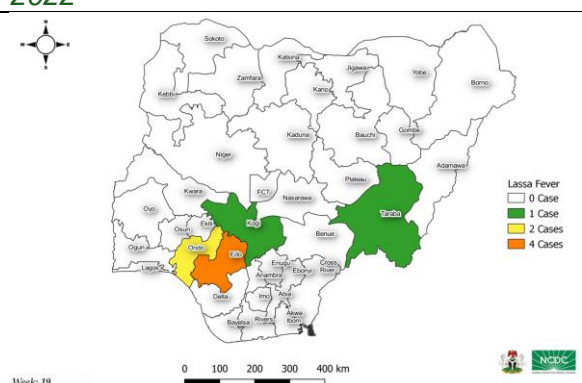 2022
N
W
E
S
Sokoto
Katsina
Jigawa
Yobe
Borno
Zamfara
Kebbi
Kano
Kaduna
Bauchi
Gombe
Adamawa
Niger
Plateau
Kwara
FCT
Nasarawa
Taraba
Oyo
Ekiti
Kogi
Benue
Osun
Ogun
Ondo
Edo
Lagos
Enugu
Anambra
Ebonyi
Cross
River
Delta
Imo
Abia
Bayelsa
Rivers
Akwa
Ibom
Lassa Fever
0 Case
1 Case
2 Cases
4 Cases
0 100 200 300 400 km
NCDC
Week: 19